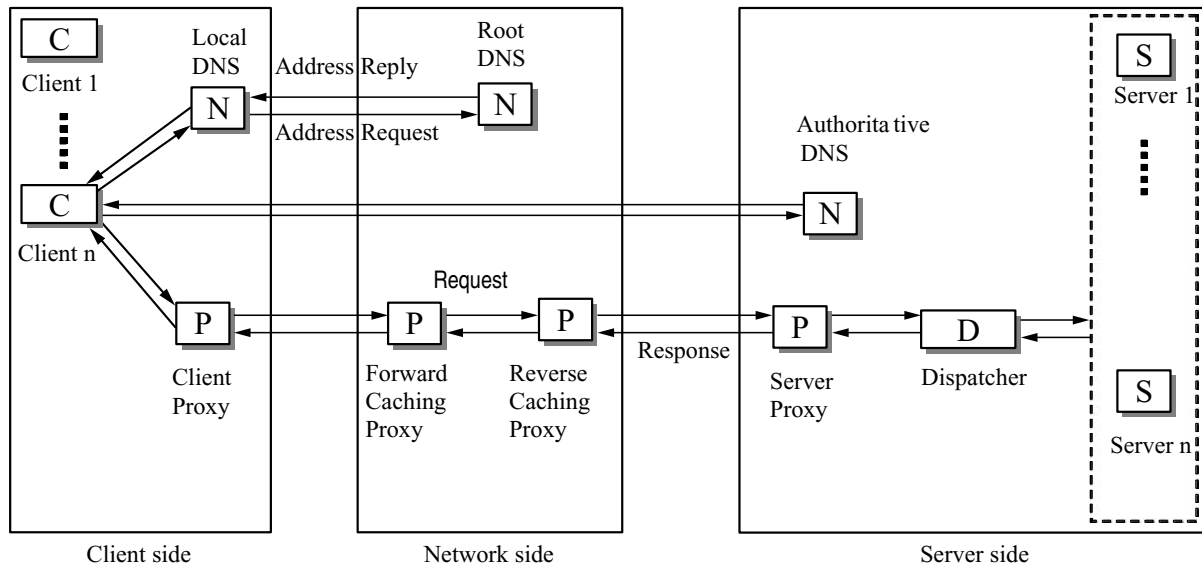 C
Client 1
Local
DNS
N
Address Reply
Address Request
Root
DNS
N
C
Client n
Authorita tive
DNS
N
S
Server 1
P
Client
Proxy
Request
P
Forward
Caching
Proxy
P
Reverse
Caching
Proxy
Response
P
Server
Proxy
D
Dispatcher
S
Server n
Client side
Network side
Server side